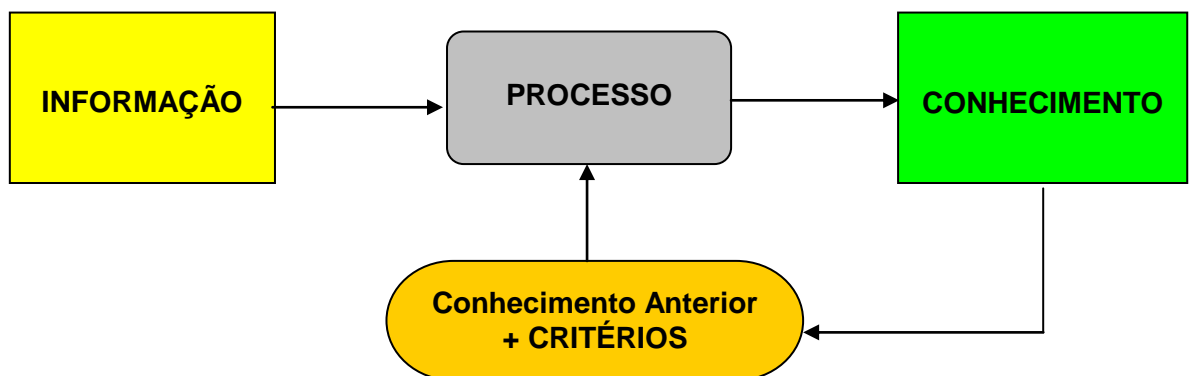 INFORMAÇÃO
PROCESSO
CONHECIMENTO
Conhecimento Anterior
+ CRITÉRIOS